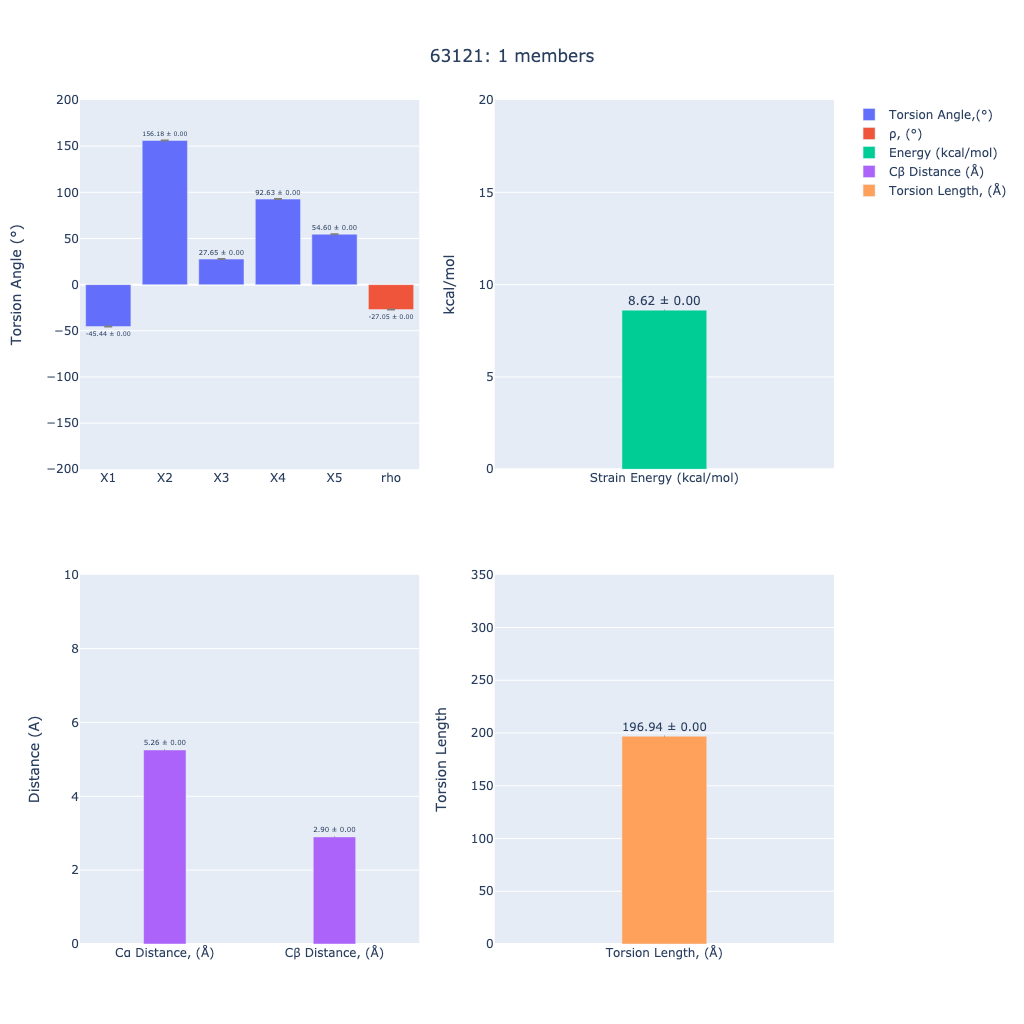 63121: 1 members
Torsion Angle (°)
200
150
100
50
0
−50
−100
−150
−200
-45.44 ± 0.00
156.18 ± 0.00
27.65 ± 0.00
92.63 ± 0.00
54.60 ± 0.00
-27.05 ± 0.00
X1 X2 X3 X4 X5 rho
kcal/mol
20
15
10
5
0
8.62 ± 0.00
Strain Energy (kcal/mol)
Torsion Angle,(°)
ρ, (°)
Energy (kcal/mol)
Cβ Distance (Å)
Torsion Length, (Å)
Distance (A)
10
8
6
4
2
0
5.26 ± 0.00
2.90 ± 0.00
Cα Distance, (Å) Cβ Distance, (Å)
Torsion Length
350
300
250
200
150
100
50
0
196.94 ± 0.00
Torsion Length, (Å)